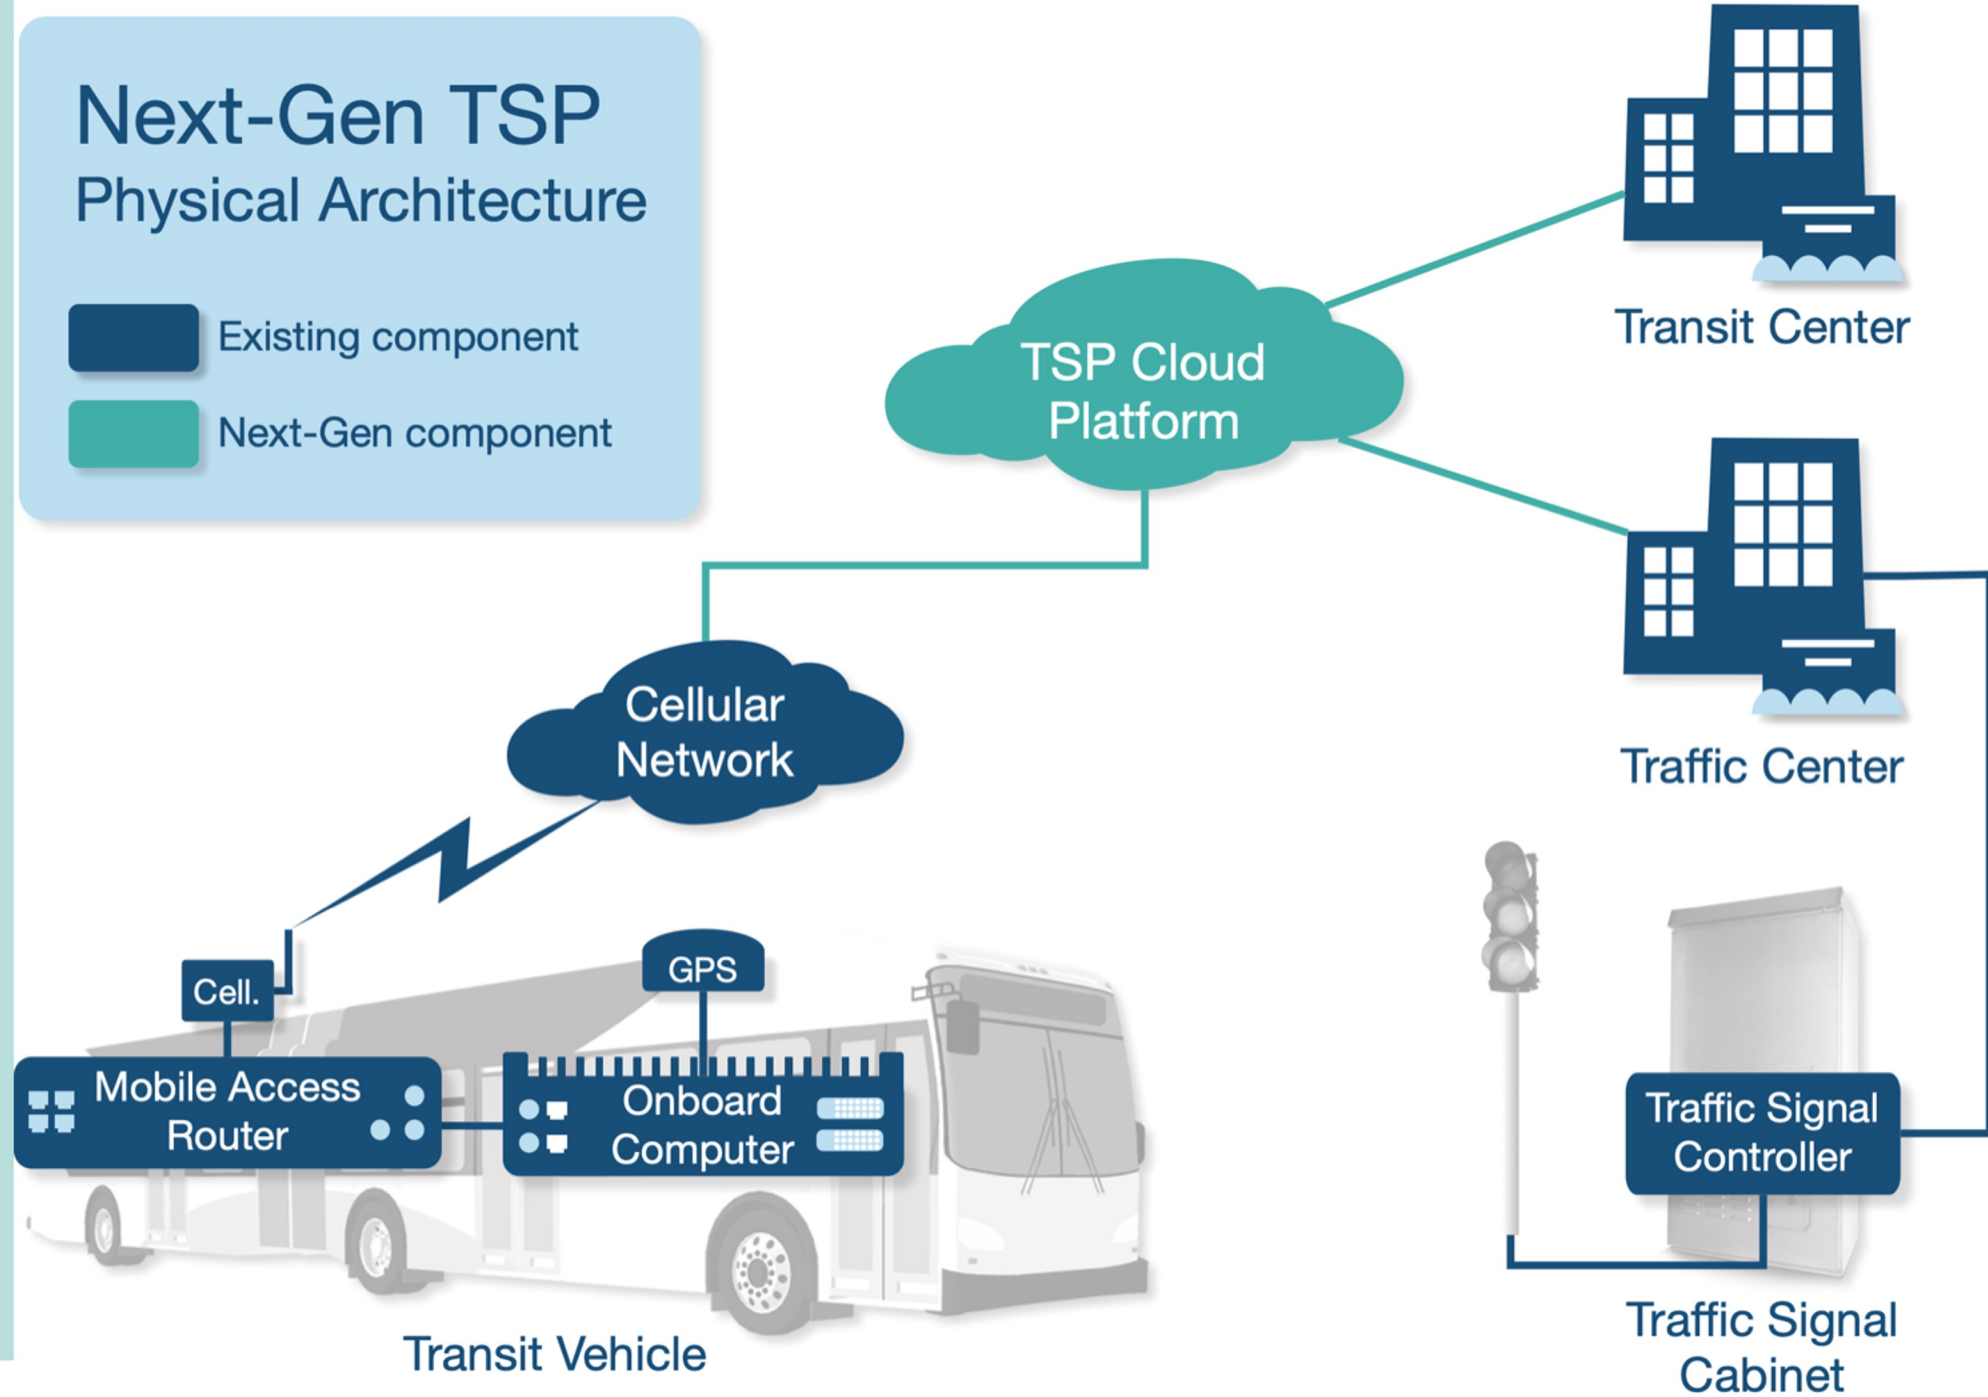 Next-Gen TSP
Physical Architecture
Existing component
Next-Gen component
Transit Center
TSP Cloud
Platform
Traffic Center
Cellular
Network
Cell.
GPS
Mobile Access
Router
Onboard
Computer
Traffic Signal
Controller
Transit Vehicle
Traffic Signal
Cabinet